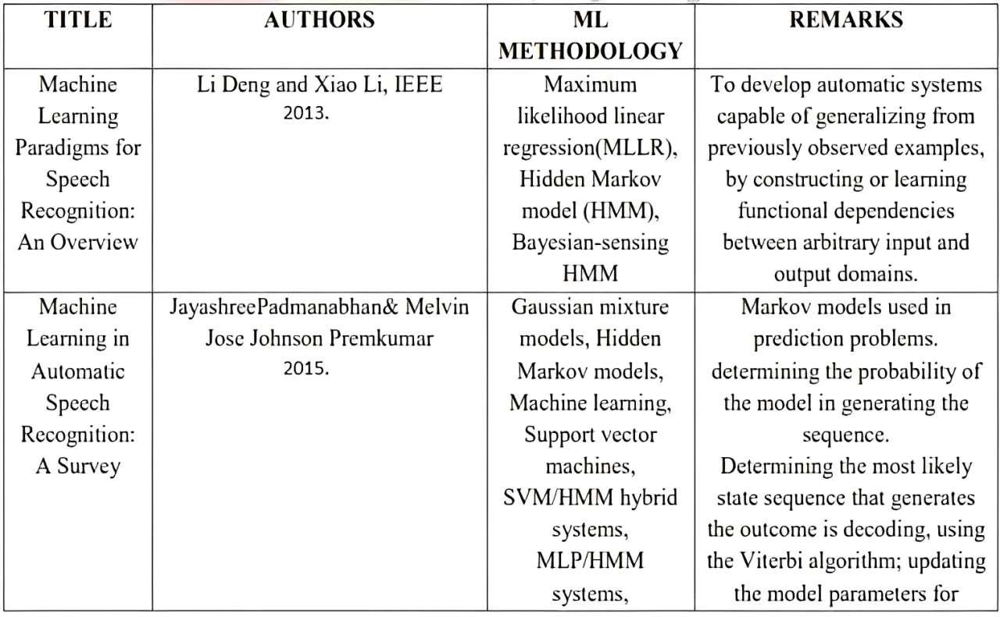 TITLE
AUTHORS
ML
METHODOLOGY
REMARKS
Machine
Learning
Paradigms for
Speech
Recognition:
An Overview
Li Deng and Xiao Li, IEEE
2013.
Maximum
likelihood linear
regression(MLLR),
Hidden Markov
model (HMM),
Bayesian-sensing
HMM
To develop automatic systems
capable of generalizing from
previously observed examples,
by constructing or learning
functional dependencies
between arbitrary input and
output domains.
Machine
Learning in
Automatic
Speech
Recognition:
A Survey
JayashreePadmanabhan& Melvin
Jose Johnson Premkumar
2015.
Gaussian mixture
models, Hidden
Markov models,
Machine learning,
Support vector
machines,
SVM/HMM hybrid
systems,
MLP/HMM
systems,
Markov models used in
prediction problems.
determining the probability of
the model in generating the
sequence.
Determining the most likely
state sequence that generates
the outcome is decoding, using
the Viterbi algorithm; updating
the model parameters for